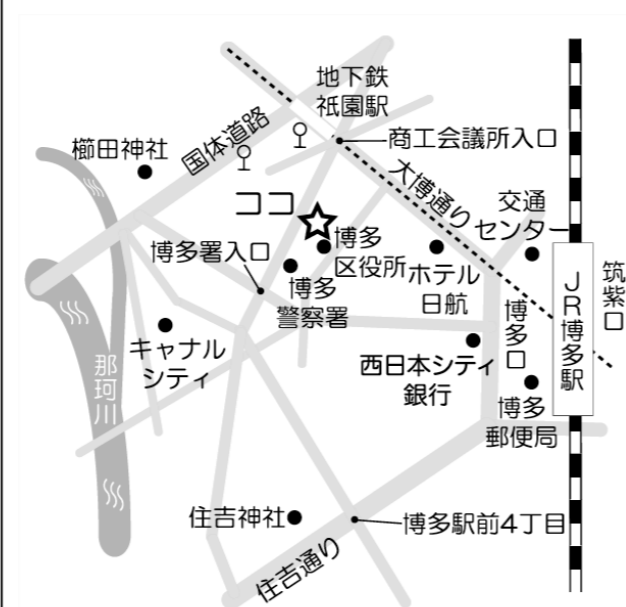 地下鉄
祇園駅
商工会議所入口
国体道路
櫛田神社
大博通り
交通
センター
ココ
博多
区役所
博多署入口
博多
警察署
ホテル
日航
筑紫口
JR博多駅
博多口
キャナル
シティ
那珂川
西日本シティ
銀行
博多
郵便局
住吉神社
博多駅前4丁目
住吉通り